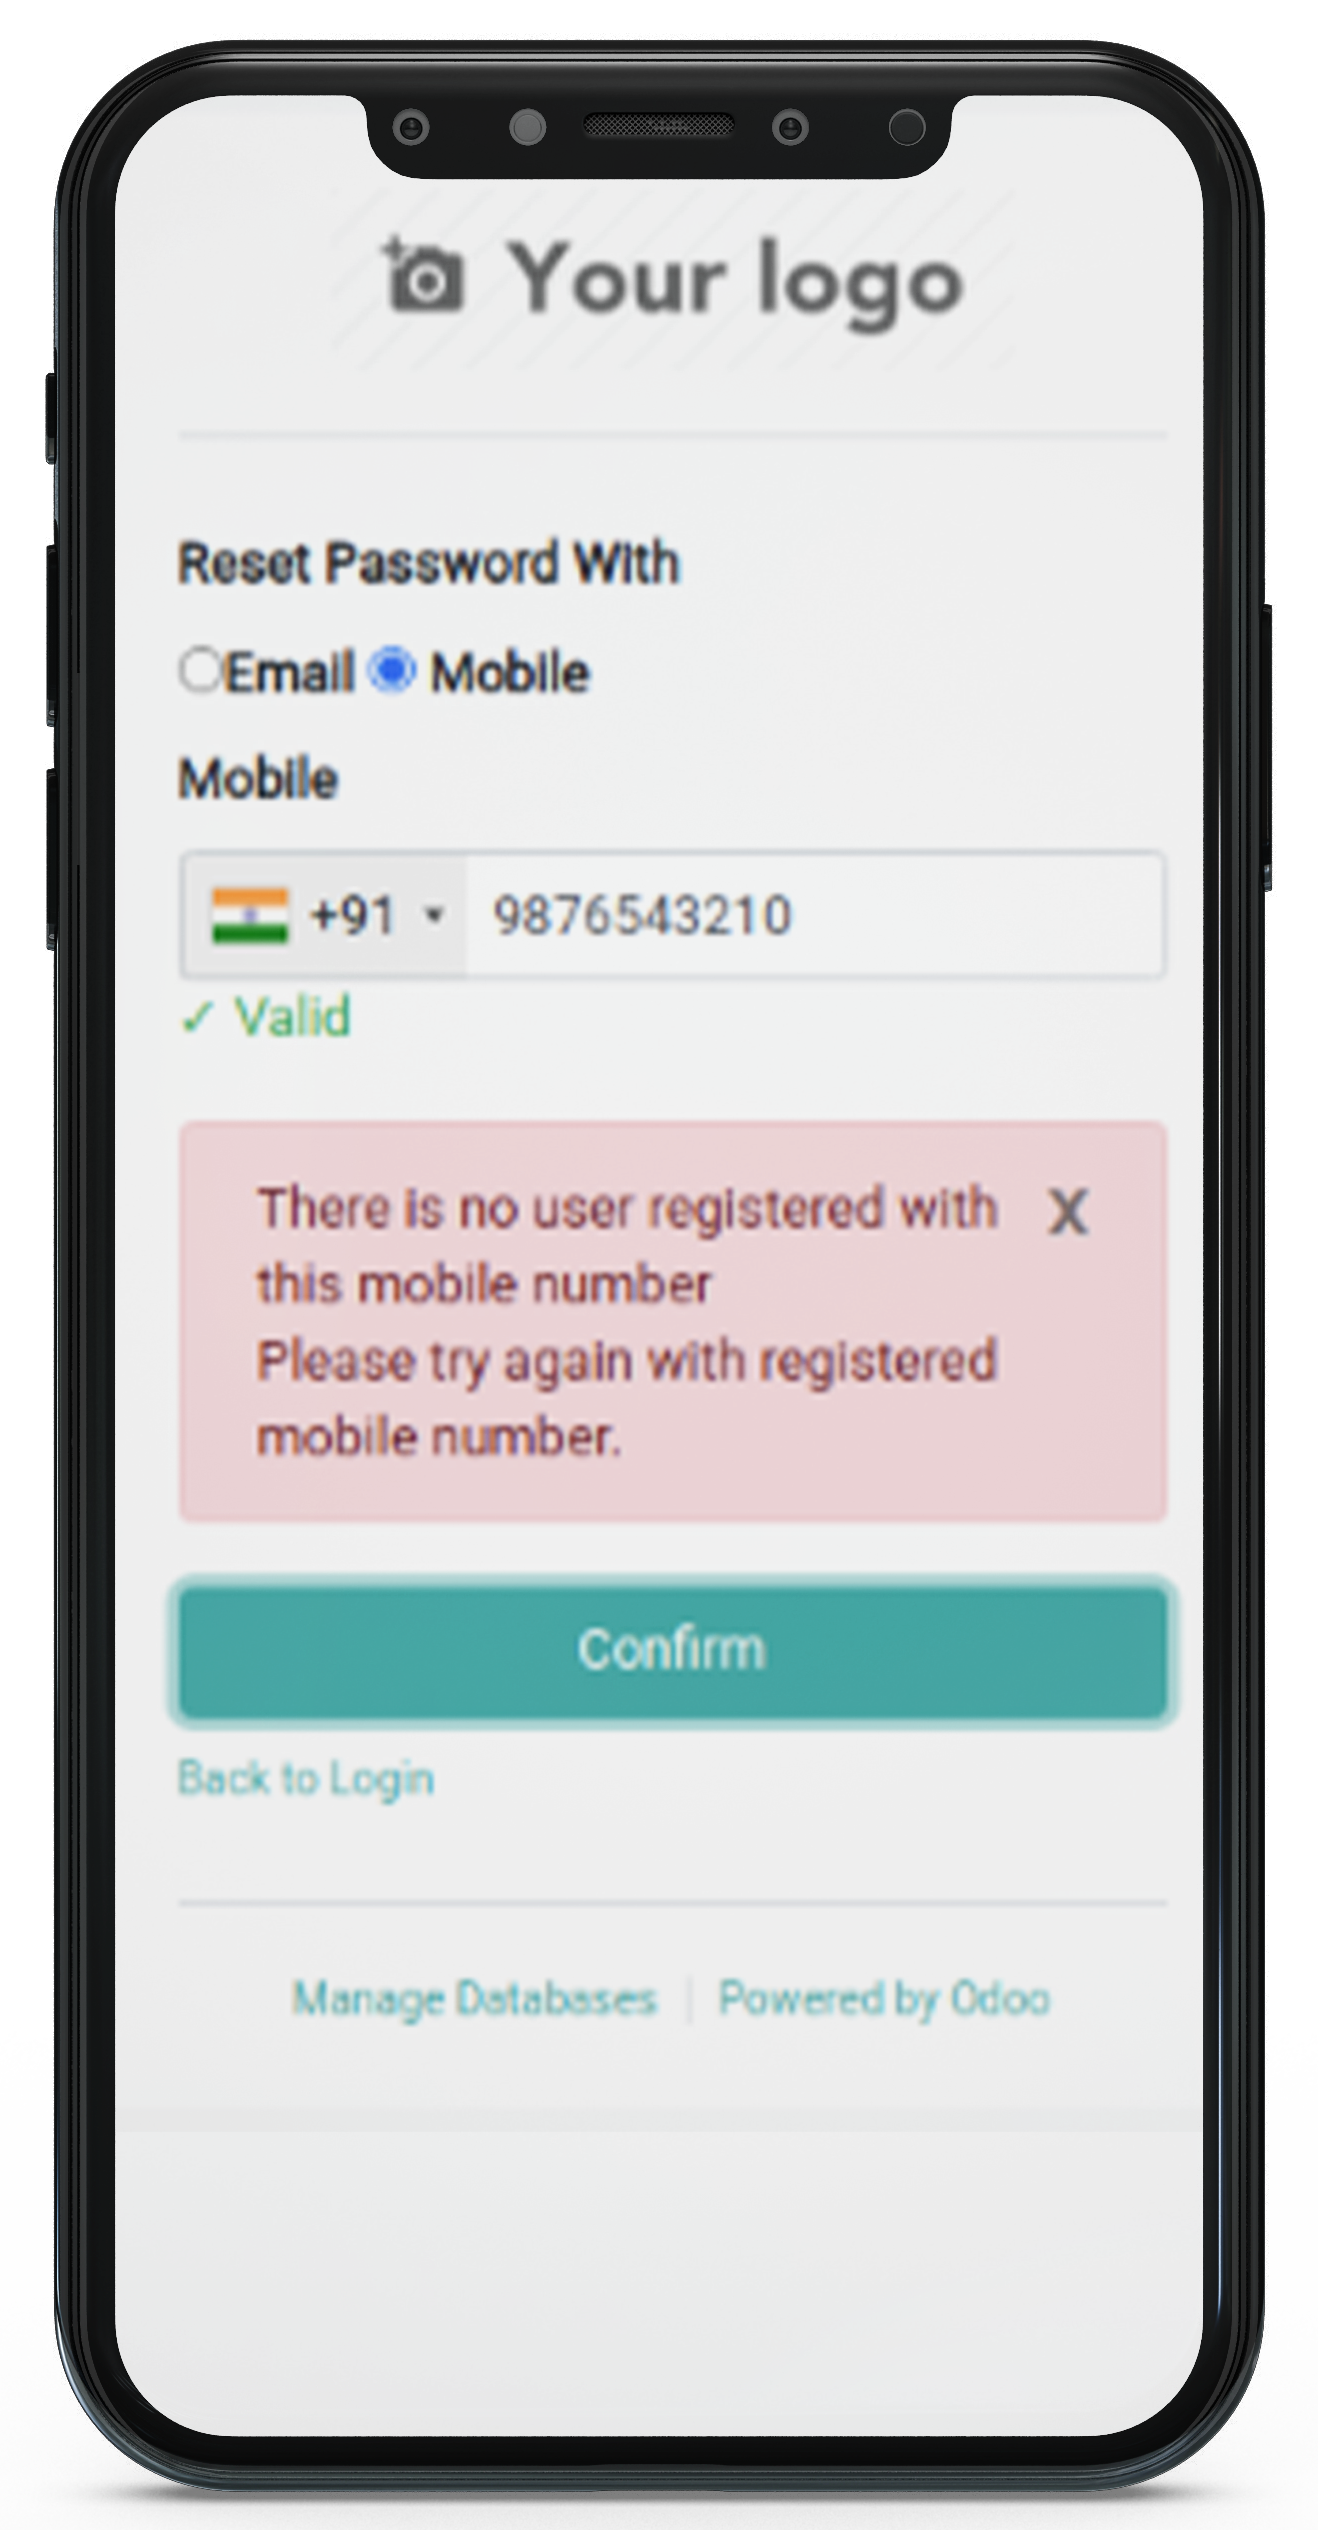 Your logo
Reset Password With
Email Mobile
Mobile
+91 9876543210
✓ Valid
There is no user registered with X
this mobile number
Please try again with registered
mobile number.
Confirm
Back to Login
Manage Databases | Powered by Odoo